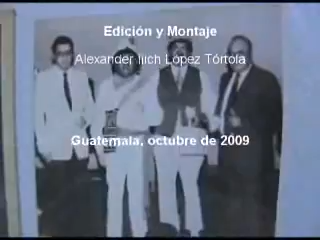 Edición y Montaje
Alexander Ilich López Tórtola
Guatemala, octubre de 2009